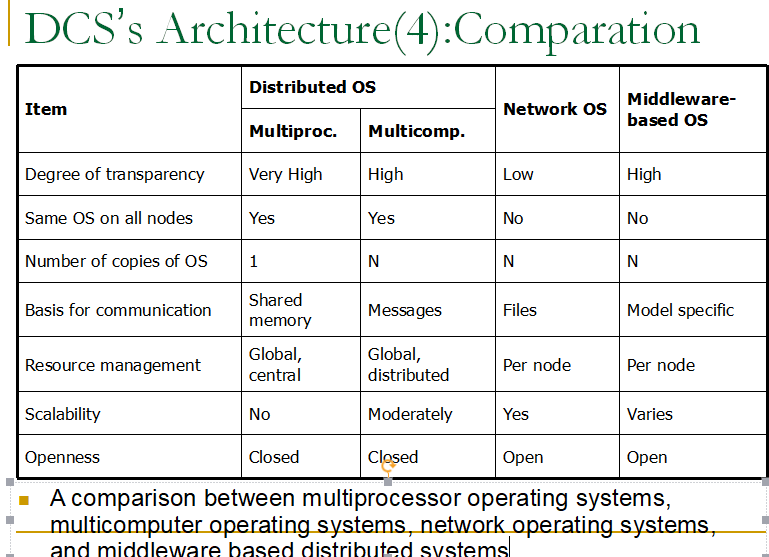 DCS’s Architecture(4):Comparation
Item
Distributed OS
Network OS
Middleware-
based OS
Multiproc.
Multicomp.
Degree of transparency Very High High Low High
Same OS on all nodes Yes Yes No No
Number of copies of OS 1 N N N
Basis for communication Shared memory Messages Files Model specific
Resource management Global, central Global, distributed Per node Per node
Scalability No Moderately Yes Varies
Openness Closed Closed Open Open
A comparison between multiprocessor operating systems,
multicomputer operating systems, network operating systems,
and middleware based distributed systems